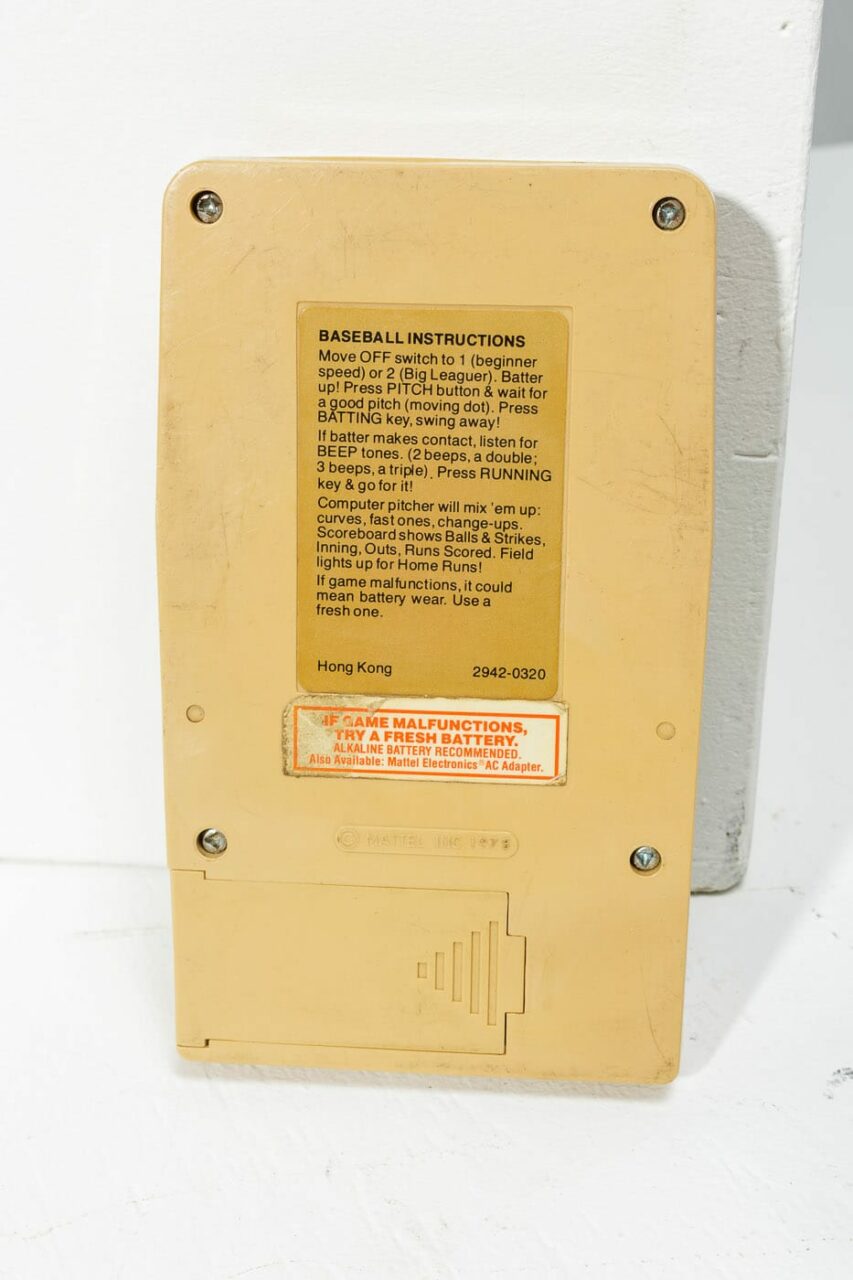 BASEBALL INSTRUCTIONS
Move OFF switch to 1 (beginner
speed) or 2 (Big Leaguer). Batter
up! Press PITCH button & wait for
a good pitch (moving dot). Press
BATTING key, swing away!
If batter makes contact, listen for
BEEP tones. (2 beeps, a double;
3 beeps, a triple). Press RUNNING
key & go for it!
Computer pitcher will mix 'em up:
curves, fast ones, change-ups.
Scoreboard shows Balls & Strikes,
Inning, Outs, Runs Scored. Field
lights up for Home Runs!
If game malfunctions, it could
mean battery wear. Use a
fresh one.
Hong Kong 2942-0320
IF GAME MALFUNCTIONS,
TRY A FRESH BATTERY.
ALKALINE BATTERY RECOMMENDED.
Also Available: Mattel Electronics® AC Adapter.
© MATTEL INC